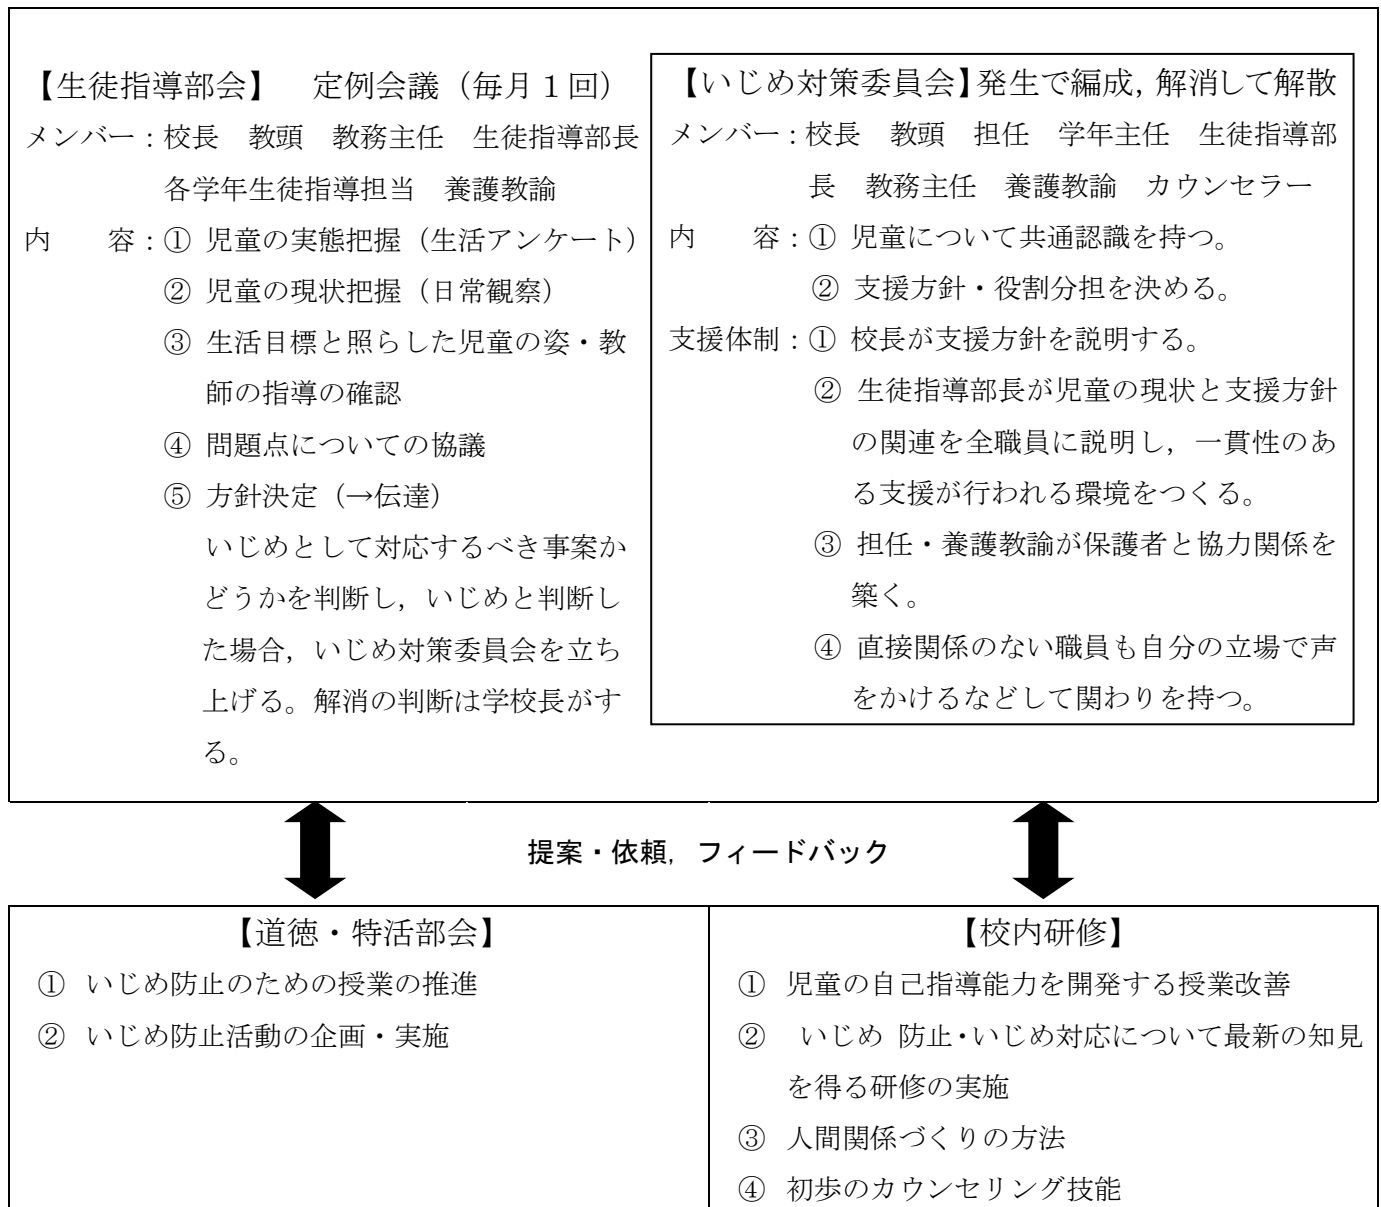 【生徒指導部会】　定例会議（毎月１回）
メンバー：校長　教頭　教務主任　生徒指導部長
各学年生徒指導担当　養護教諭
内　　容：① 児童の実態把握（生活アンケート）
② 児童の現状把握（日常観察）
③ 生活目標と照らした児童の姿・教
師の指導の確認
④ 問題点についての協議
⑤ 方針決定（→伝達）
いじめとして対応するべき事案か
どうかを判断し，いじめと判断し
た場合，いじめ対策委員会を立ち
上げる。解消の判断は学校長がす
る。
【いじめ対策委員会】発生で編成，解消して解散
メンバー：校長　教頭　担任　学年主任　生徒指導部
長　教務主任　養護教諭　カウンセラー
内　　容：① 児童について共通認識を持つ。
② 支援方針・役割分担を決める。
支援体制：① 校長が支援方針を説明する。
② 生徒指導部長が児童の現状と支援方針
の関連を全職員に説明し，一貫性のあ
る支援が行われる環境をつくる。
③ 担任・養護教諭が保護者と協力関係を
築く。
④ 直接関係のない職員も自分の立場で声
をかけるなどして関わりを持つ。
提案・依頼，フィードバック
【道徳・特活部会】
① いじめ防止のための授業の推進
② いじめ防止活動の企画・実施
【校内研修】
① 児童の自己指導能力を開発する授業改善
② いじめ 防止・いじめ対応について最新の知見
を得る研修の実施
③ 人間関係づくりの方法
④ 初歩のカウンセリング技能